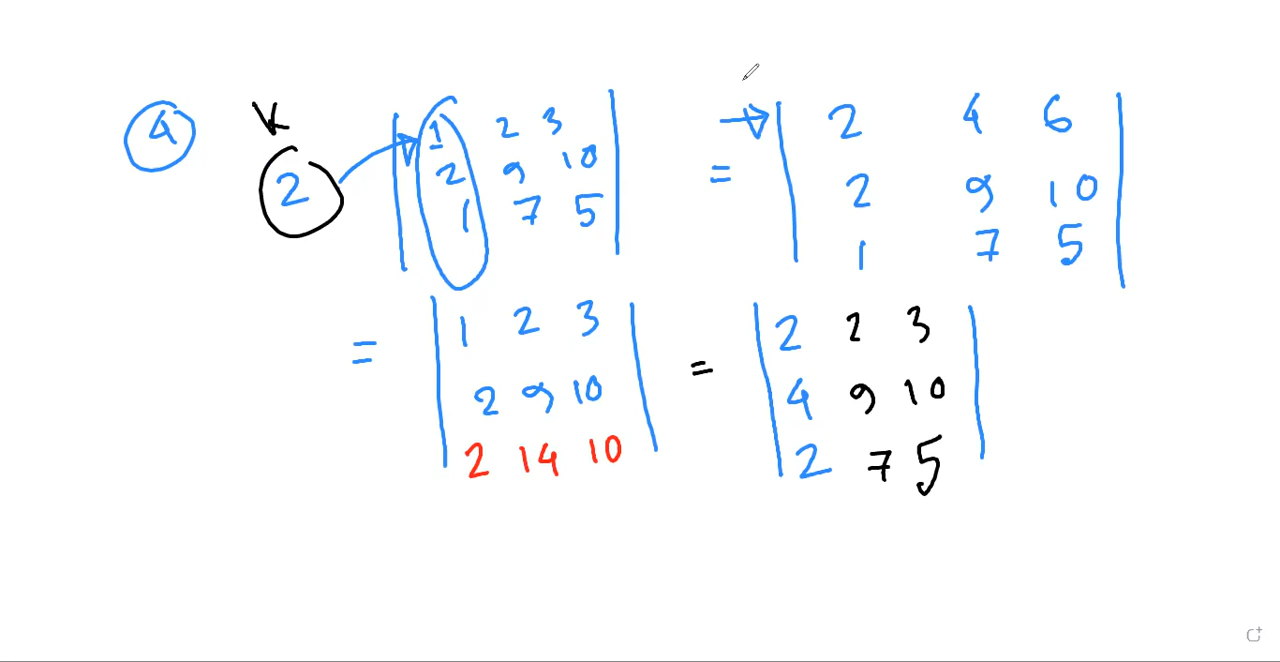 ④ K
2 | 1 2 3 | = | 2 4 6 |
| 2 9 10 | | 2 9 10 |
| 1 7 5 | | 1 7 5 |
= | 1 2 3 | = | 2 2 3 |
| 2 9 10 | | 4 9 10 |
| 2 14 10 | | 2 7 5 |